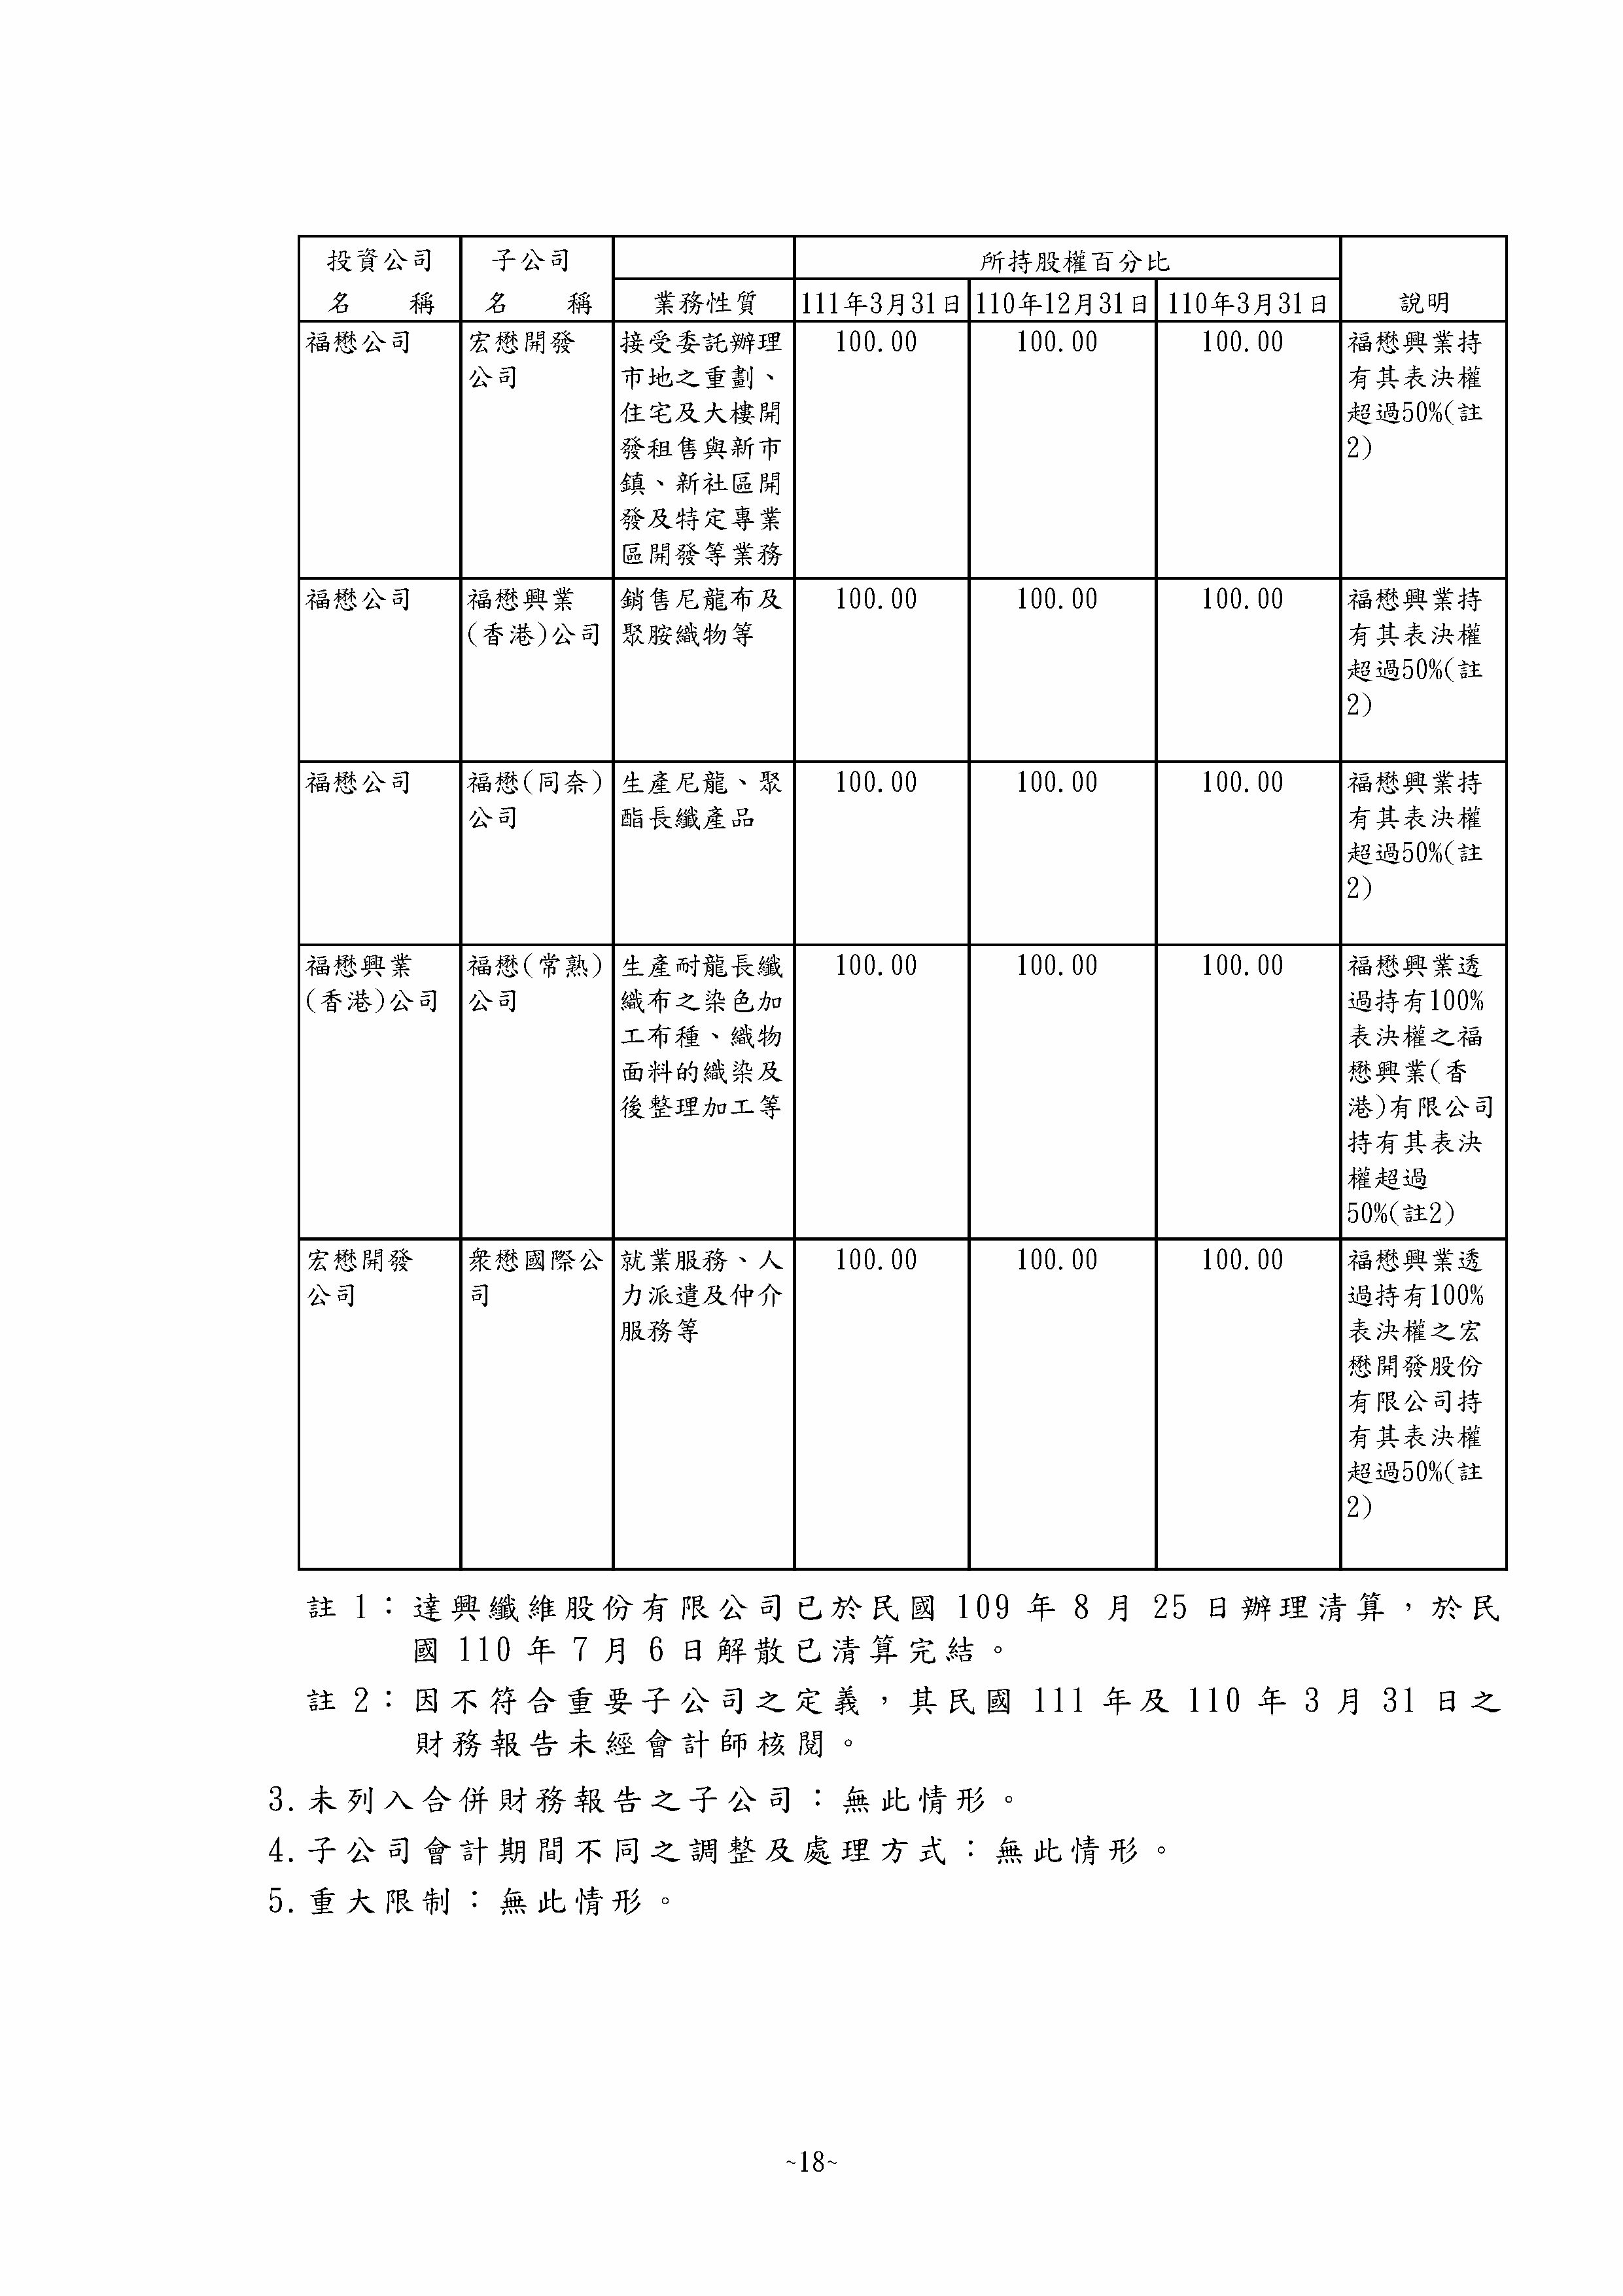 投資公司 子公司 所持股權百分比
名 稱 名 稱 業務性質 111年3月31日 110年12月31日 110年3月31日 說明
福懋公司 宏懋開發 接受委託辦理 100.00 100.00 100.00 福懋興業持
公司 市地之重劃、 有其表決權
住宅及大樓開 超過50%(註
發租售與新市 2)
鎮、新社區開
發及特定專業
區開發等業務
福懋公司 福懋興業 銷售尼龍布及 100.00 100.00 100.00 福懋興業持
(香港)公司 聚胺織物等 有其表決權
超過50%(註
2)
福懋公司 福懋(同奈) 生產尼龍、聚 100.00 100.00 100.00 福懋興業持
公司 酯長纖產品 有其表決權
超過50%(註
2)
福懋興業 福懋(常熟) 生產耐龍長纖 100.00 100.00 100.00 福懋興業透
(香港)公司 公司 織布之染色加 過持有100%
工布種、織物 表決權之福
面料的織染及 懋興業(香
後整理加工等 港)有限公司
持有其表決
權超過
50%(註2)
宏懋開發 衆懋國際公 就業服務、人 100.00 100.00 100.00 福懋興業透
公司 司 力派遣及仲介 過持有100%
服務等 表決權之宏
懋開發股份
有限公司持
有其表決權
超過50%(註
2)
註 1：達興纖維股份有限公司已於民國 109 年 8 月 25 日辦理清算，於民
國 110 年 7 月 6 日解散已清算完結。
註 2：因不符合重要子公司之定義，其民國 111 年及 110 年 3 月 31 日之
財務報告未經會計師核閱。
3.未列入合併財務報告之子公司：無此情形。
4.子公司會計期間不同之調整及處理方式：無此情形。
5.重大限制：無此情形。
~18~